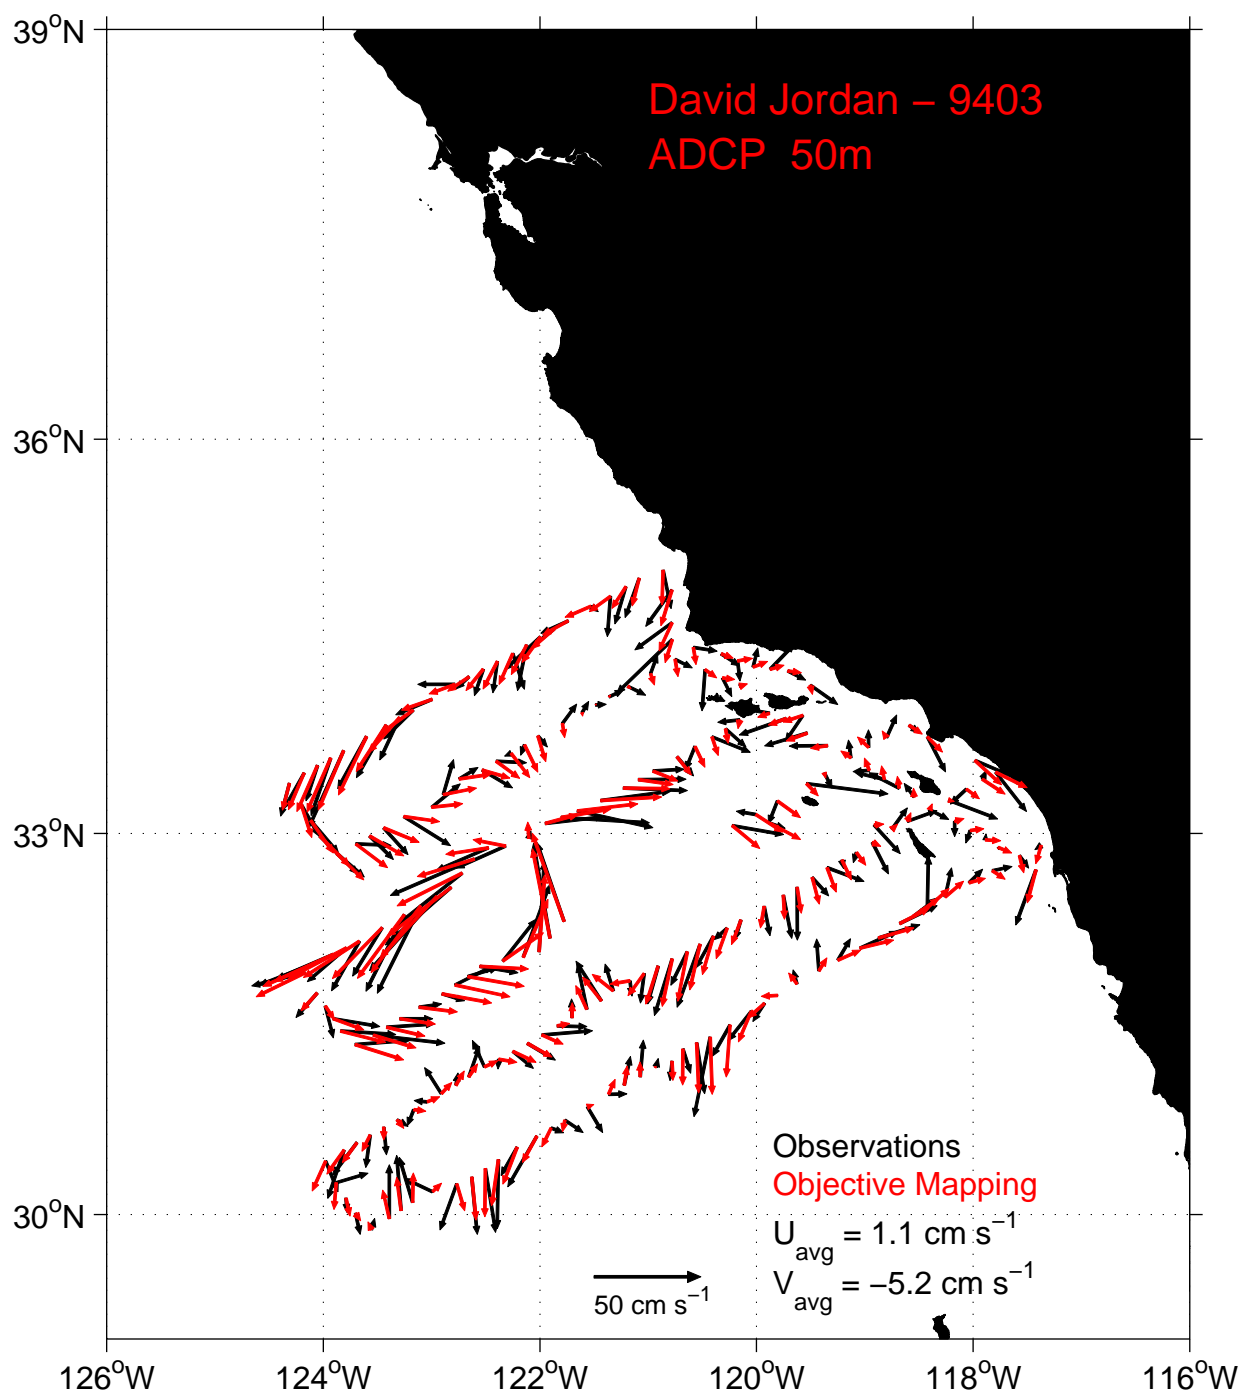 39°N
David Jordan – 9403
ADCP 50m
36°N
33°N
30°N
Observations
Objective Mapping
U_avg = 1.1 cm s⁻¹
V_avg = –5.2 cm s⁻¹
50 cm s⁻¹
126°W 124°W 122°W 120°W 118°W 116°W